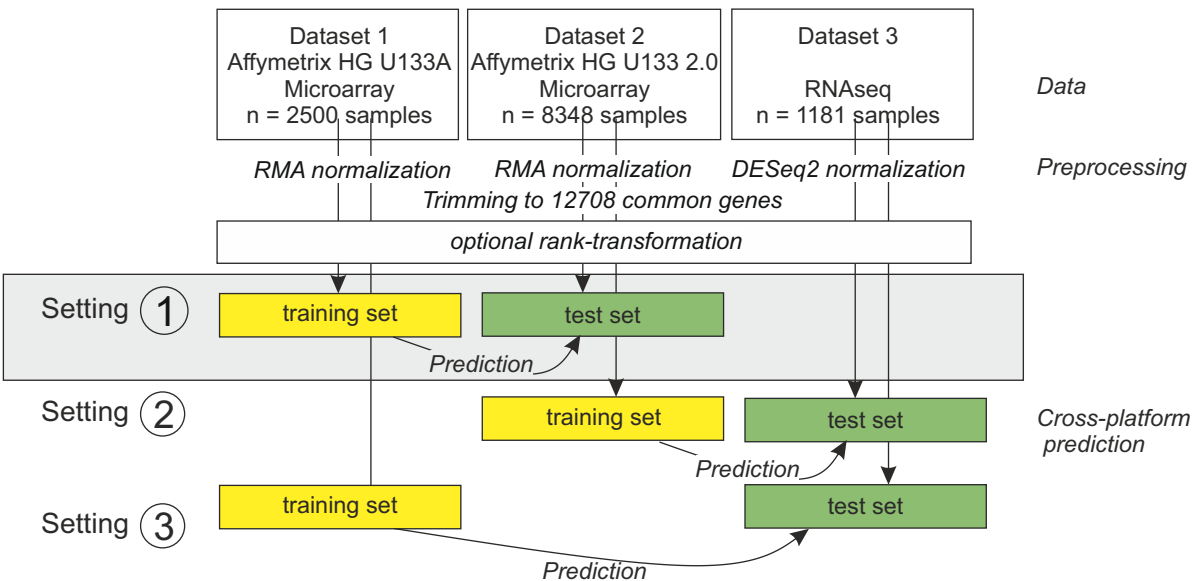 Dataset 1
Affymetrix HG U133A
Microarray
n = 2500 samples
Dataset 2
Affymetrix HG U133 2.0
Microarray
n = 8348 samples
Dataset 3
RNAseq
n = 1181 samples
Data
RMA normalization
RMA normalization
DESeq2 normalization
Preprocessing
Trimming to 12708 common genes
optional rank-transformation
Setting 1
training set
test set
Prediction
Setting 2
training set
test set
Cross-platform
prediction
Prediction
Setting 3
training set
test set
Prediction